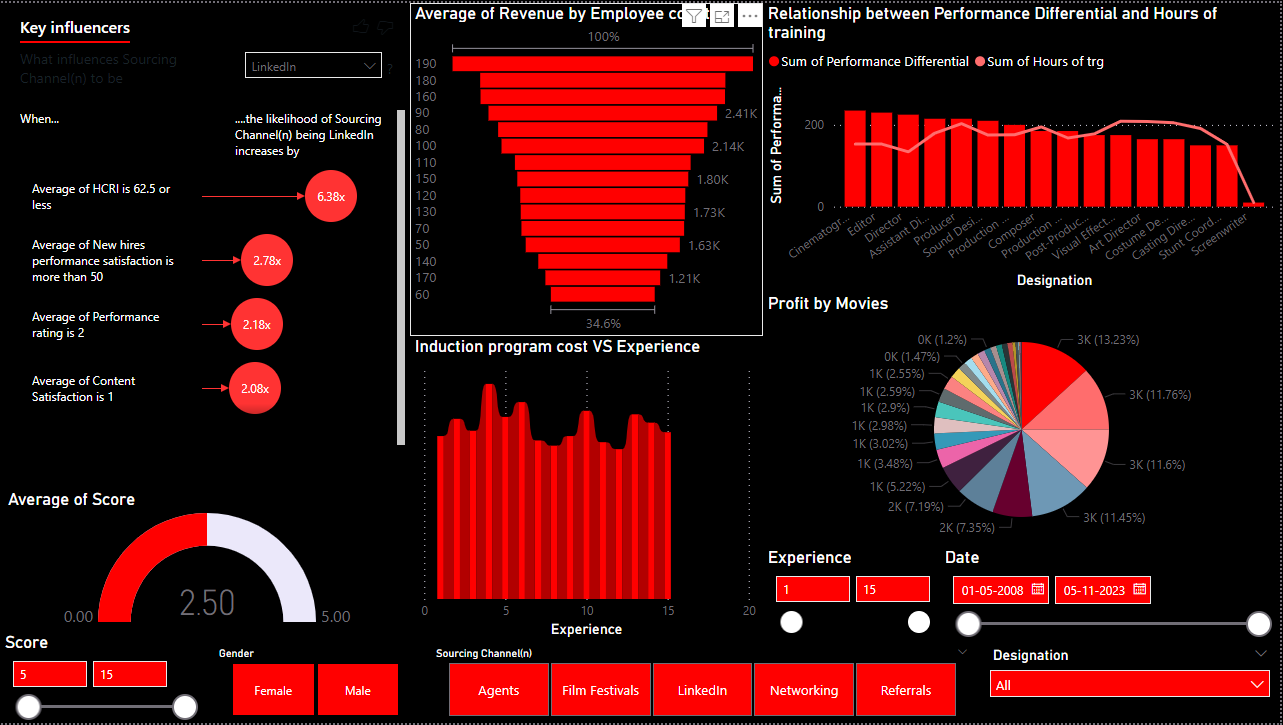 Key influencers
What influences Sourcing
Channel(n) to be
LinkedIn
?
When...
....the likelihood of Sourcing
Channel(n) being LinkedIn
increases by
Average of HCRI is 62.5 or
less
6.38x
Average of New hires
performance satisfaction is
more than 50
2.78x
Average of Performance
rating is 2
2.18x
Average of Content
Satisfaction is 1
2.08x
Average of Score
0.00
2.50
5.00
Average of Revenue by Employee
100%
190
180
160
90
2.41K
80
100
2.14K
110
150
1.80K
120
130
1.73K
70
50
1.63K
140
170
1.21K
60
34.6%
Induction program cost VS Experience
0
5
10
15
20
Experience
Relationship between Performance Differential and Hours of
training
Sum of Performance Differential
Sum of Hours of trg
Sum of Performa...
200
0
Cinematogr...
Editor
Director
Assistant Di...
Producer
Sound Desi...
Production ...
Composer
Production ...
Post-Produc...
Visual Effect...
Art Director
Costume De...
Casting Dire...
Stunt Coord...
Screenwriter
Designation
Profit by Movies
3K (13.23%)
3K (11.76%)
3K (11.6%)
3K (11.45%)
2K (7.35%)
2K (7.19%)
1K (5.22%)
1K (3.48%)
1K (3.02%)
1K (2.98%)
1K (2.9%)
1K (2.59%)
1K (2.55%)
0K (1.47%)
0K (1.2%)
Experience
1
15
Date
01-05-2008
05-11-2023
Score
5
15
Gender
Female
Male
Sourcing Channel(n)
Agents
Film Festivals
LinkedIn
Networking
Referrals
Designation
All